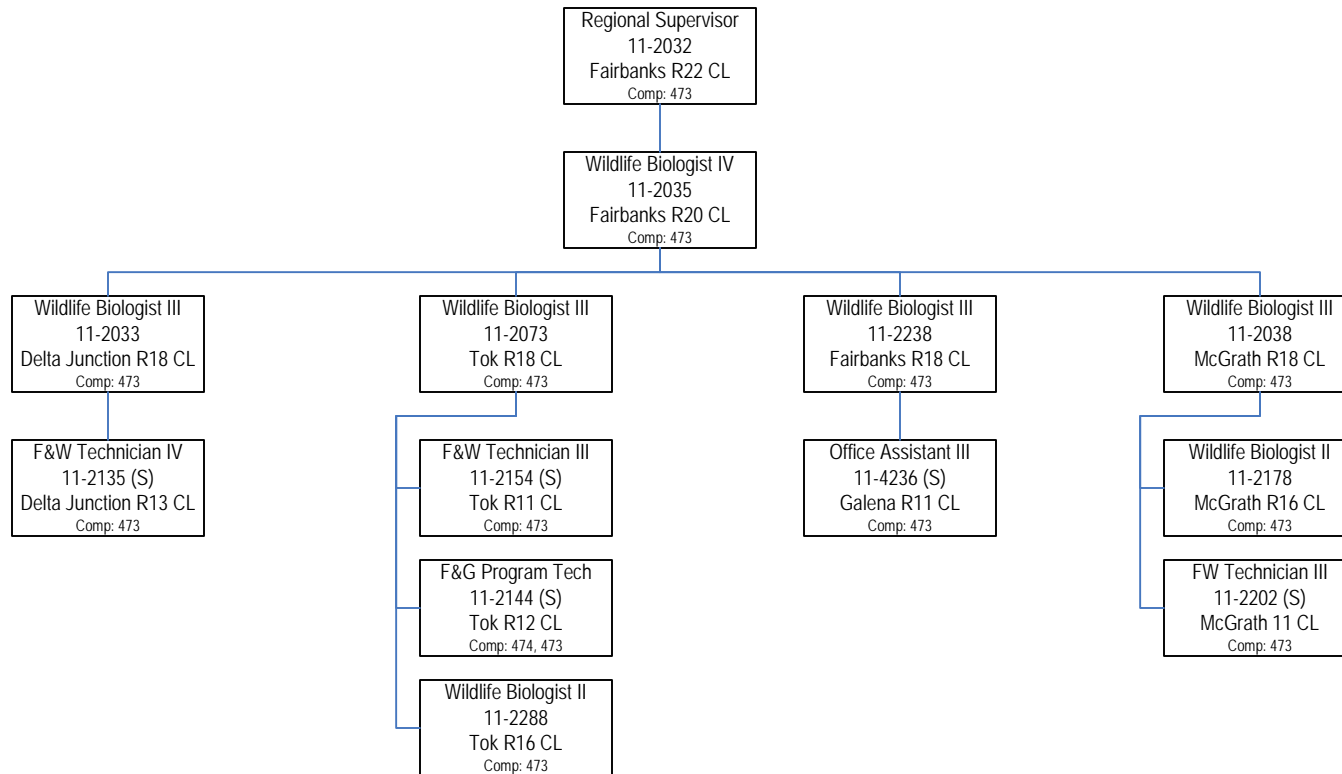 Regional Supervisor
11-2032
Fairbanks R22 CL
Comp: 473
Wildlife Biologist IV
11-2035
Fairbanks R20 CL
Comp: 473
Wildlife Biologist III
11-2033
Delta Junction R18 CL
Comp: 473
Wildlife Biologist III
11-2073
Tok R18 CL
Comp: 473
Wildlife Biologist III
11-2238
Fairbanks R18 CL
Comp: 473
Wildlife Biologist III
11-2038
McGrath R18 CL
Comp: 473
F&W Technician IV
11-2135 (S)
Delta Junction R13 CL
Comp: 473
F&W Technician III
11-2154 (S)
Tok R11 CL
Comp: 473
Office Assistant III
11-4236 (S)
Galena R11 CL
Comp: 473
Wildlife Biologist II
11-2178
McGrath R16 CL
Comp: 473
F&G Program Tech
11-2144 (S)
Tok R12 CL
Comp: 474, 473
FW Technician III
11-2202 (S)
McGrath 11 CL
Comp: 473
Wildlife Biologist II
11-2288
Tok R16 CL
Comp: 473